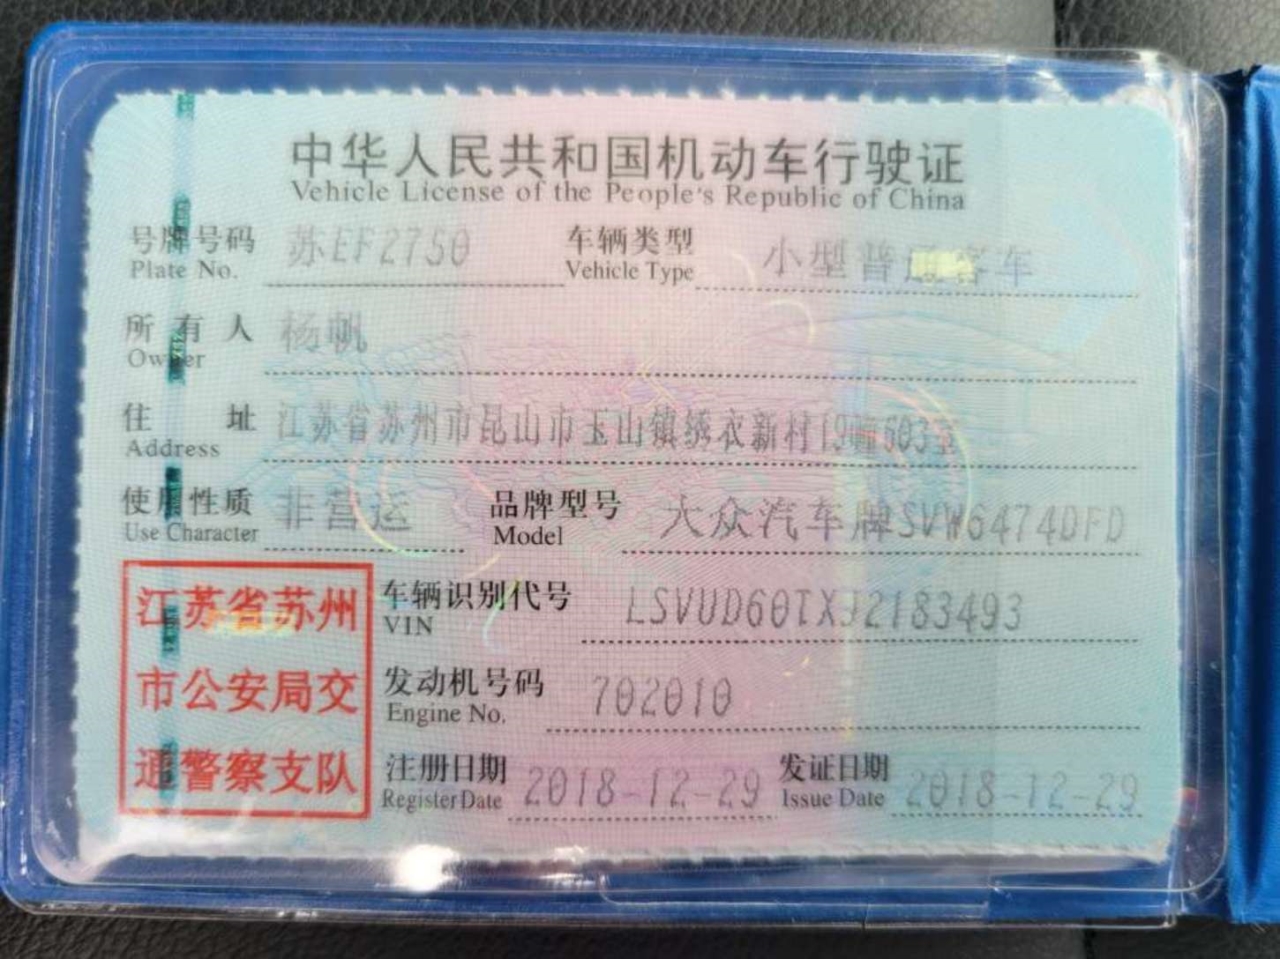 中华人民共和国机动车行驶证
Vehicle License of the People's Republic of China
号牌号码 苏EF2750 车辆类型 小型普通客车
Plate No. Vehicle Type
所有人 杨帆
Owner
住址 江苏省苏州市昆山市玉山镇绣衣新村19幢503室
Address
使用性质 非营运 品牌型号 大众汽车牌SVW6474DFD
Use Character Model
江苏省苏州
市公安局交
通警察支队
车辆识别代号 LSVUD60TXJ2183493
VIN
发动机号码 702010
Engine No.
注册日期 2018-12-29 发证日期 2018-12-29
Register Date Issue Date